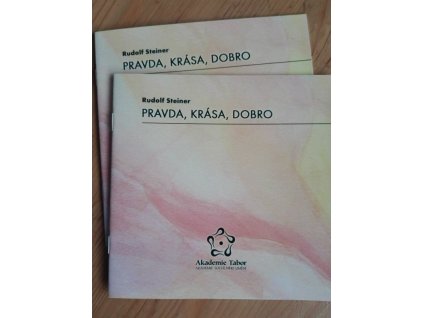 Rudolf Steiner
PRAVDA, KRÁSA, DOBRO
Rudolf Steiner
PRAVDA, KRÁSA, DOBRO
Akademie Tabor